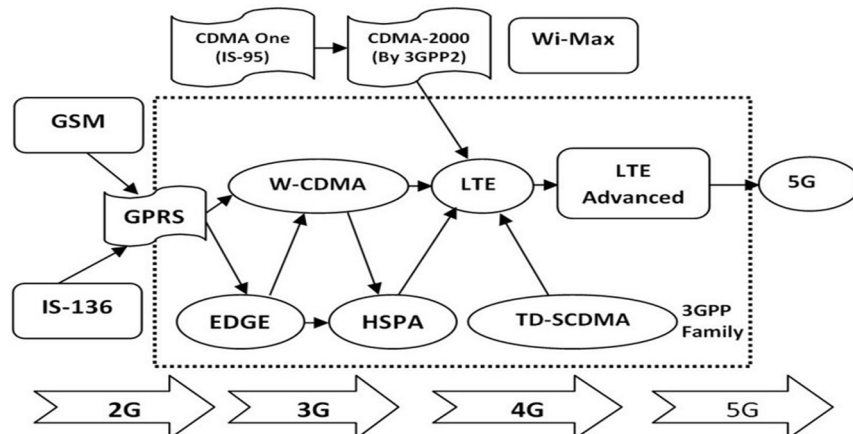 CDMA One
(IS-95)
CDMA-2000
(By 3GPP2)
Wi-Max
GSM
W-CDMA
LTE
LTE
Advanced
5G
GPRS
IS-136
EDGE
HSPA
TD-SCDMA
3GPP
Family
2G
3G
4G
5G